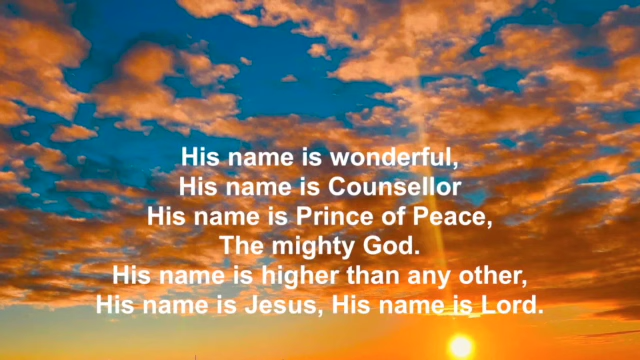 His name is wonderful,
His name is Counsellor
His name is Prince of Peace,
The mighty God.
His name is higher than any other,
His name is Jesus, His name is Lord.